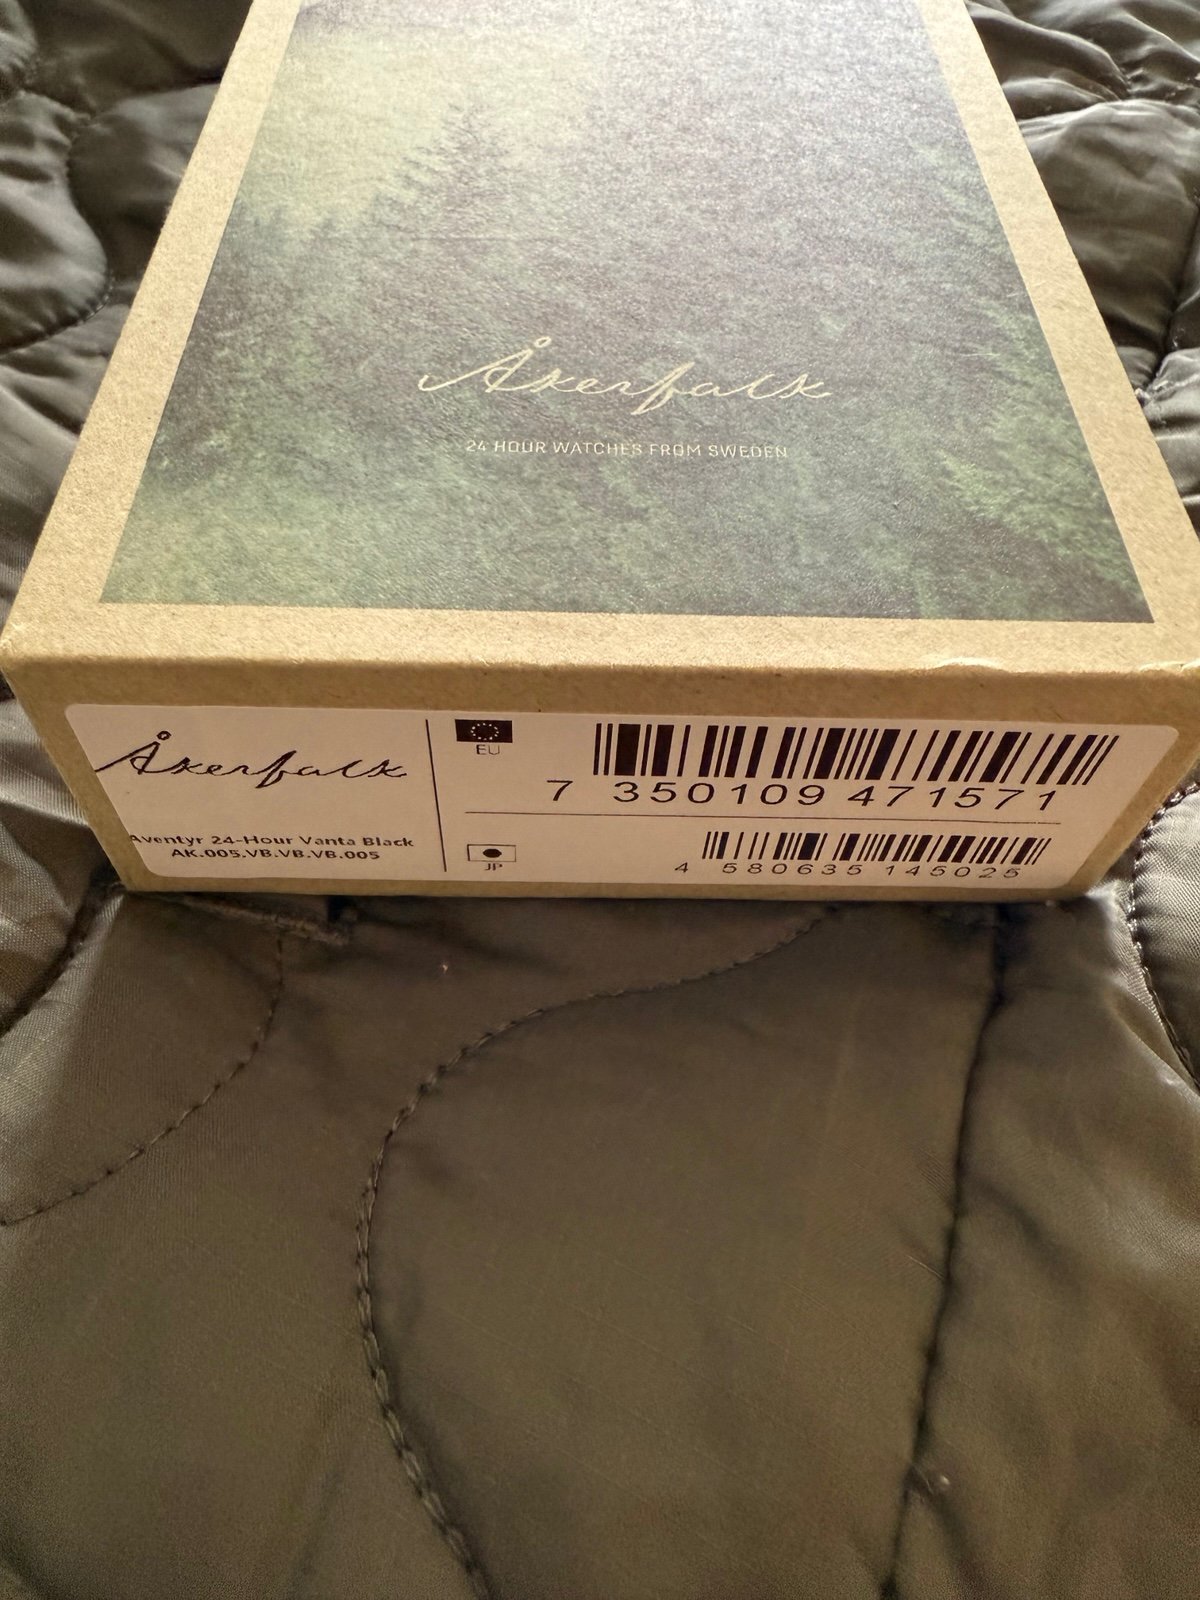 Åkerfalk
24 HOUR WATCHES FROM SWEDEN
Åkerfalk
Aventyr 24-Hour Vanta Black
AK.005.VB.VB.VB.005
EU
7 350109 471571
JP
4 580635 145025